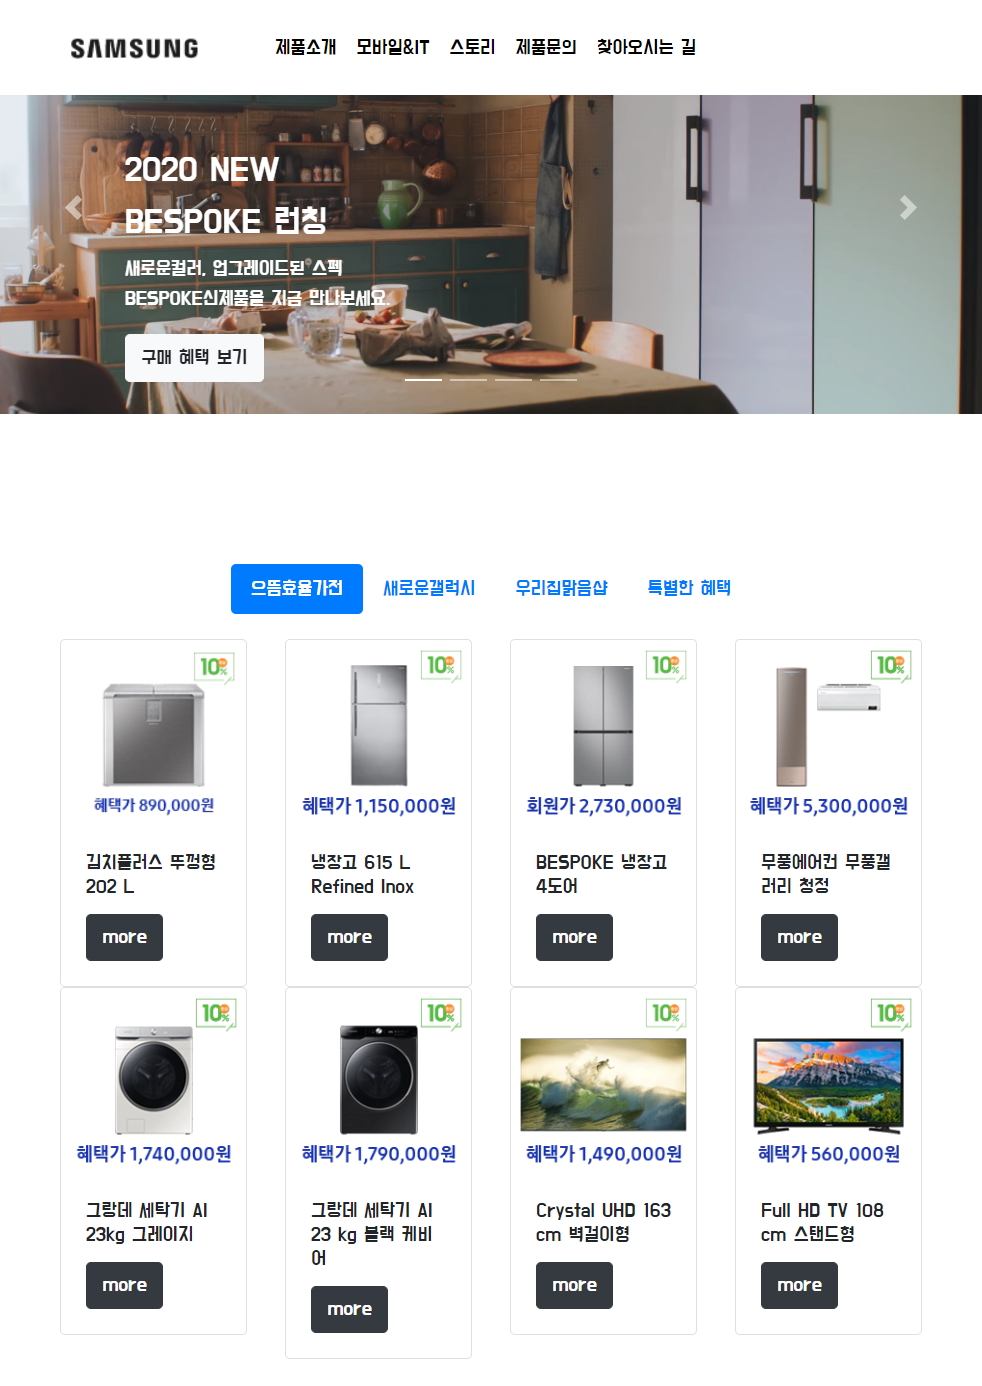 SAMSUNG
제품소개 모바일&IT 스토리 제품문의 찾아오시는 길
2020 NEW
BESPOKE 런칭
새로운컬러, 업그레이드된 스펙
BESPOKE신제품을 지금 만나보세요.
구매 혜택 보기
으뜸효율가전 새로운갤럭시 우리집맑음샵 특별한 혜택
10%
10%
10%
10%
혜택가 890,000원
혜택가 1,150,000원
회원가 2,730,000원
혜택가 5,300,000원
김치플러스 뚜껑형
202 L
more
냉장고 615 L
Refined Inox
more
BESPOKE 냉장고
4도어
more
무풍에어컨 무풍갤
러리 청정
more
10%
10%
10%
10%
혜택가 1,740,000원
혜택가 1,790,000원
혜택가 1,490,000원
혜택가 560,000원
그랑데 세탁기 AI
23kg 그레이지
more
그랑데 세탁기 AI
23 kg 블랙 케비
어
more
Crystal UHD 163
cm 벽걸이형
more
Full HD TV 108
cm 스탠드형
more